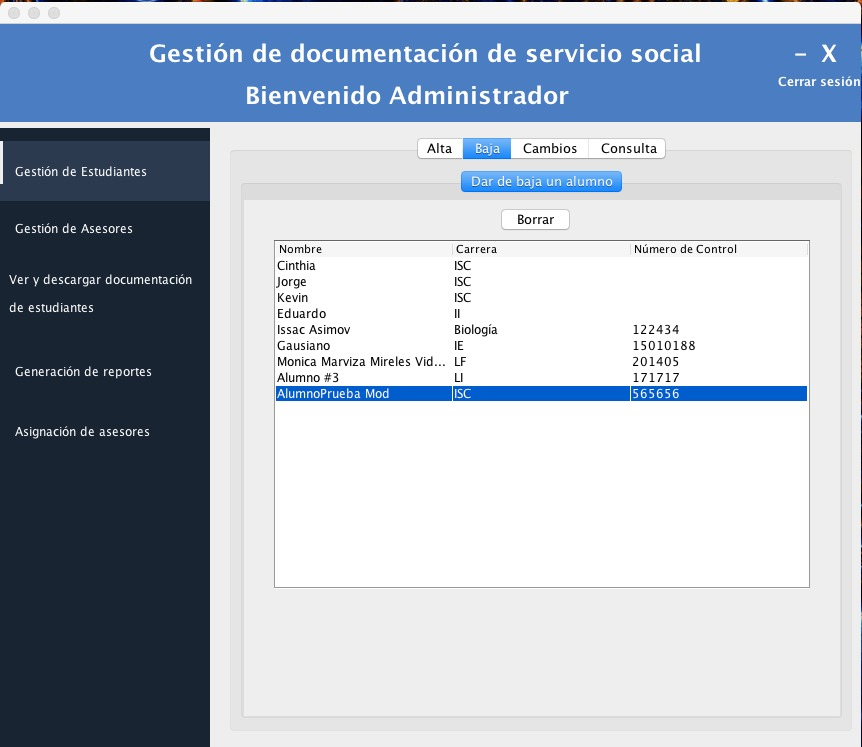 Gestión de documentación de servicio social
– X
Bienvenido Administrador
Cerrar sesión
Gestión de Estudiantes
Gestión de Asesores
Ver y descargar documentación
de estudiantes
Generación de reportes
Asignación de asesores
Alta Baja Cambios Consulta
Dar de baja un alumno
Borrar
Nombre Carrera Número de Control
Cinthia ISC
Jorge ISC
Kevin ISC
Eduardo II
Issac Asimov Biología 122434
Gausiano IE 15010188
Monica Marviza Mireles Vid... LF 201405
Alumno #3 LI 171717
AlumnoPrueba Mod ISC 565656